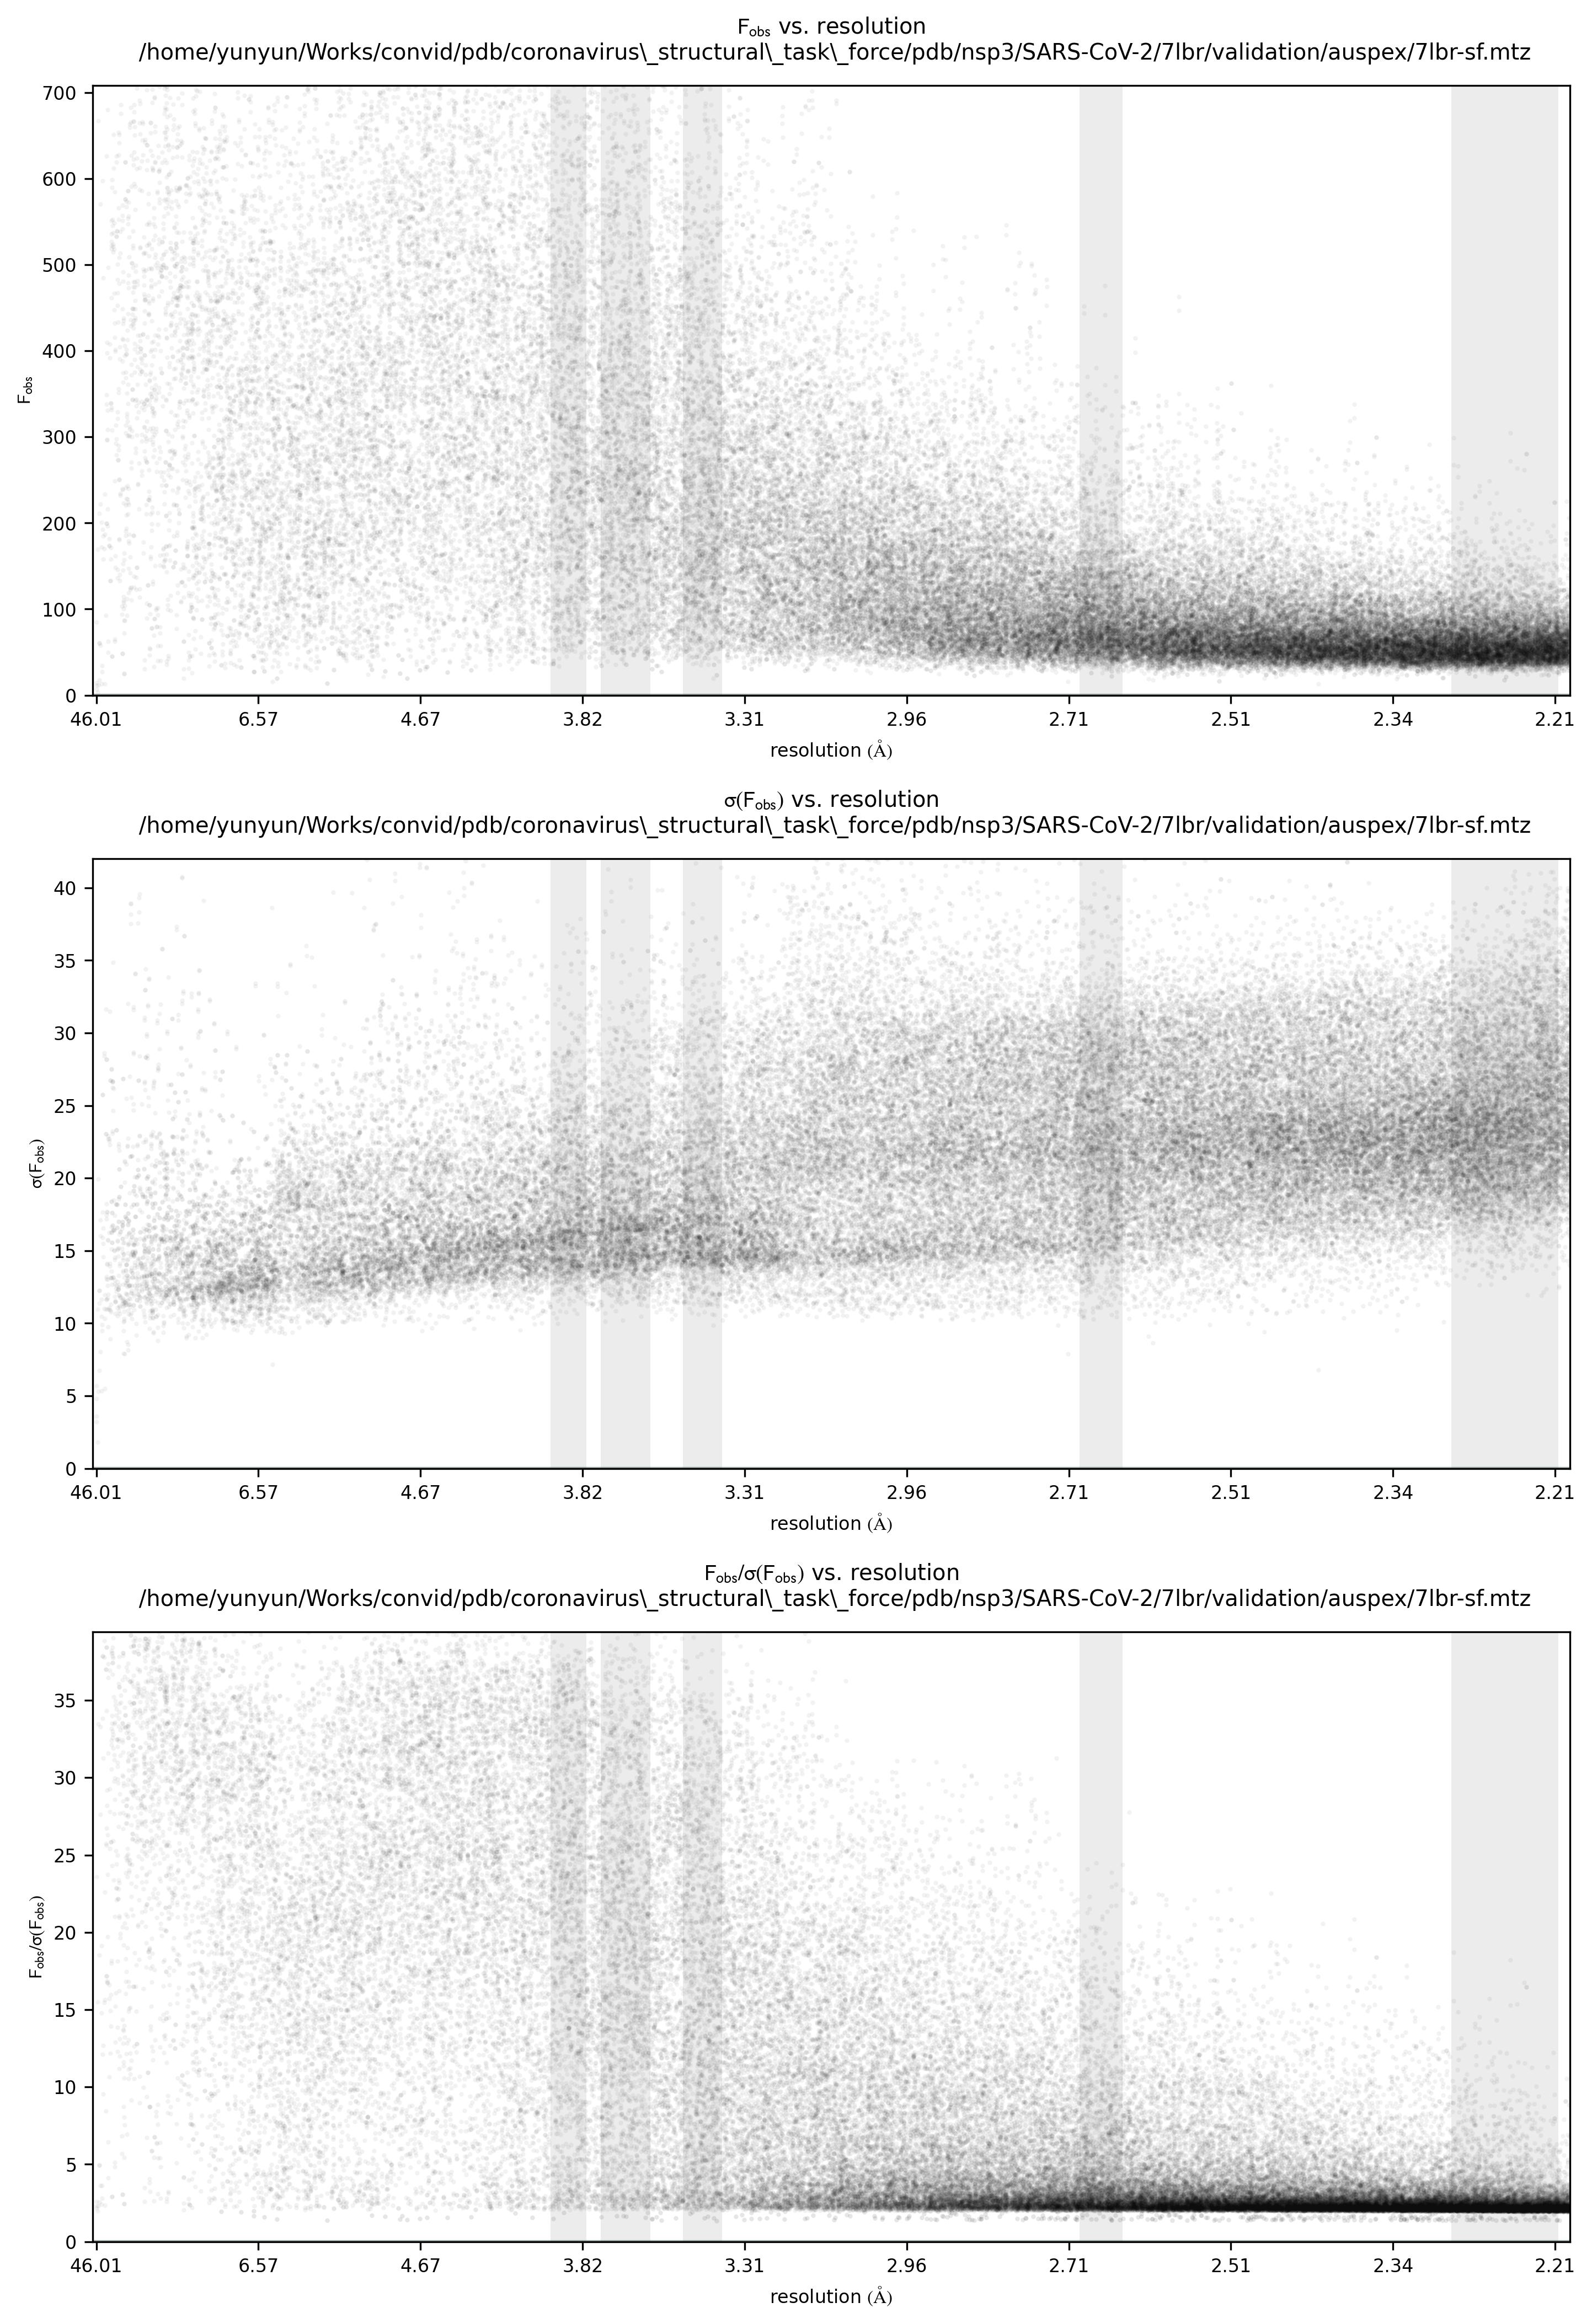 Fobs vs. resolution
/home/yunyun/Works/convid/pdb/coronavirus\_structural\_task\_force/pdb/nsp3/SARS-CoV-2/7lbr/validation/auspex/7lbr-sf.mtz
700
600
500
400
300
200
100
0
Fobs
46.01 6.57 4.67 3.82 3.31 2.96 2.71 2.51 2.34 2.21
resolution (Å)
σ(Fobs) vs. resolution
/home/yunyun/Works/convid/pdb/coronavirus\_structural\_task\_force/pdb/nsp3/SARS-CoV-2/7lbr/validation/auspex/7lbr-sf.mtz
40
35
30
25
20
15
10
5
0
σ(Fobs)
46.01 6.57 4.67 3.82 3.31 2.96 2.71 2.51 2.34 2.21
resolution (Å)
Fobs/σ(Fobs) vs. resolution
/home/yunyun/Works/convid/pdb/coronavirus\_structural\_task\_force/pdb/nsp3/SARS-CoV-2/7lbr/validation/auspex/7lbr-sf.mtz
35
30
25
20
15
10
5
0
Fobs/σ(Fobs)
46.01 6.57 4.67 3.82 3.31 2.96 2.71 2.51 2.34 2.21
resolution (Å)